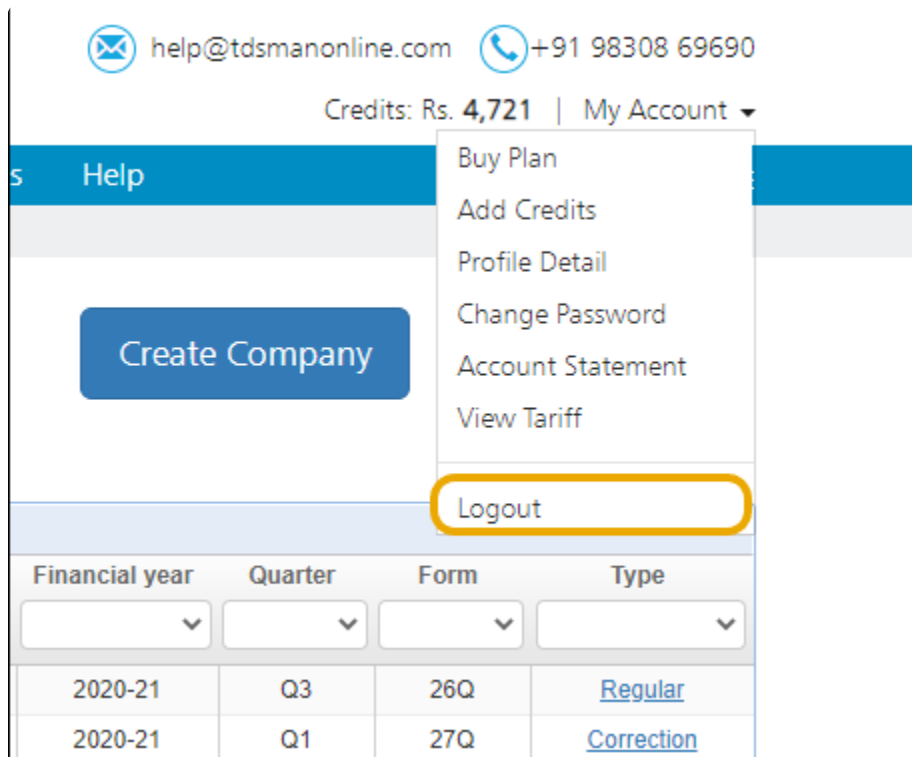 help@tdsmanonline.com +91 98308 69690
Credits: Rs. 4,721 | My Account
s Help
Buy Plan
Add Credits
Profile Detail
Change Password
Account Statement
View Tariff
Logout
Create Company
Financial year Quarter Form Type
2020-21 Q3 26Q Regular
2020-21 Q1 27Q Correction